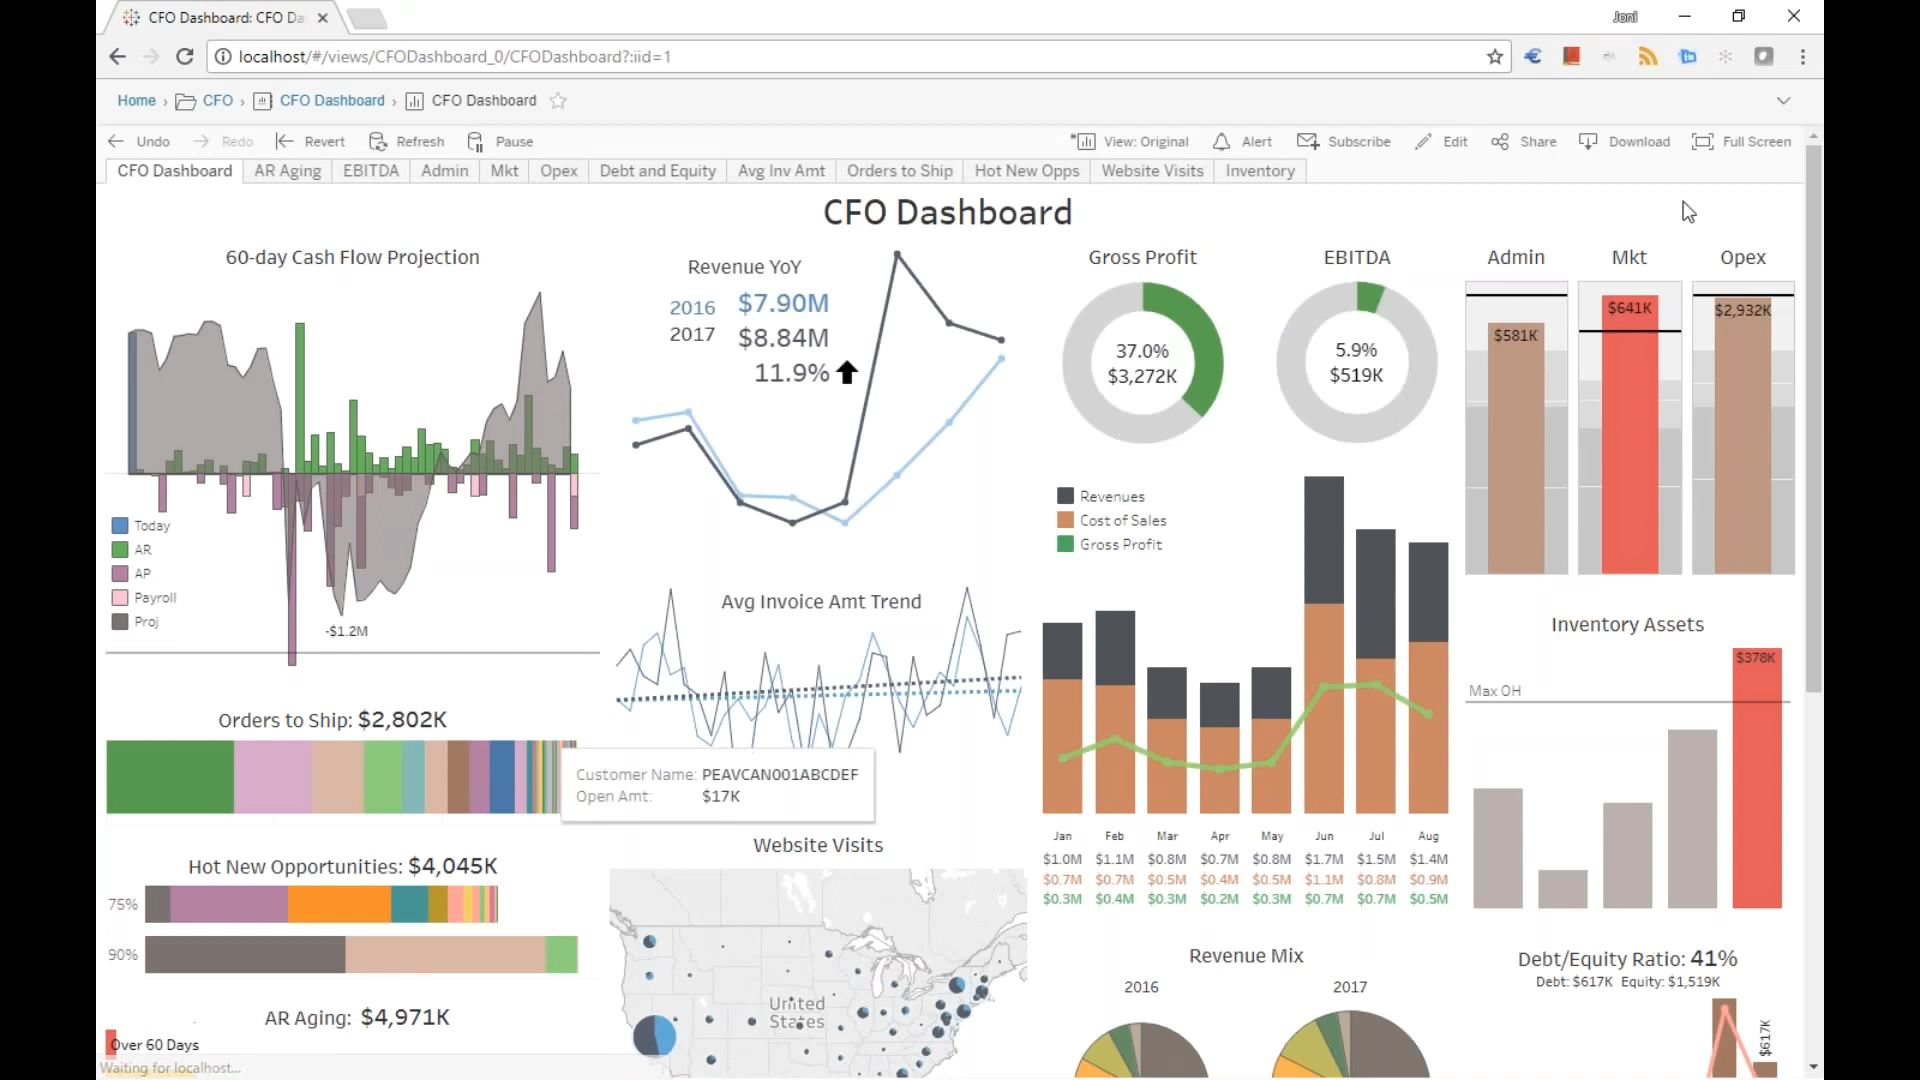 CFO Dashboard: CFO Da
Joni
localhost/#/views/CFODashboard_0/CFODashboard?:iid=1
Home › CFO › CFO Dashboard › CFO Dashboard
Undo Redo Revert Refresh Pause View: Original Alert Subscribe Edit Share Download Full Screen
CFO Dashboard AR Aging EBITDA Admin Mkt Opex Debt and Equity Avg Inv Amt Orders to Ship Hot New Opps Website Visits Inventory
CFO Dashboard
60-day Cash Flow Projection
Today
AR
AP
Payroll
Proj
-$1.2M
Revenue YoY
2016 $7.90M
2017 $8.84M
11.9%
Gross Profit
37.0%
$3,272K
EBITDA
5.9%
$519K
Admin Mkt Opex
$581K $641K $2,932K
Revenues
Cost of Sales
Gross Profit
Jan Feb Mar Apr May Jun Jul Aug
$1.0M $1.1M $0.8M $0.7M $0.8M $1.7M $1.5M $1.4M
$0.7M $0.7M $0.5M $0.4M $0.5M $1.1M $0.8M $0.9M
$0.3M $0.4M $0.3M $0.2M $0.3M $0.7M $0.7M $0.5M
Avg Invoice Amt Trend
Inventory Assets
$378K
Max OH
Orders to Ship: $2,802K
Customer Name: PEAVCAN001ABCDEF
Open Amt: $17K
Hot New Opportunities: $4,045K
75%
90%
Website Visits
United
States
Revenue Mix
2016 2017
Debt/Equity Ratio: 41%
Debt: $617K Equity: $1,519K
$617K
AR Aging: $4,971K
Over 60 Days
Waiting for localhost...